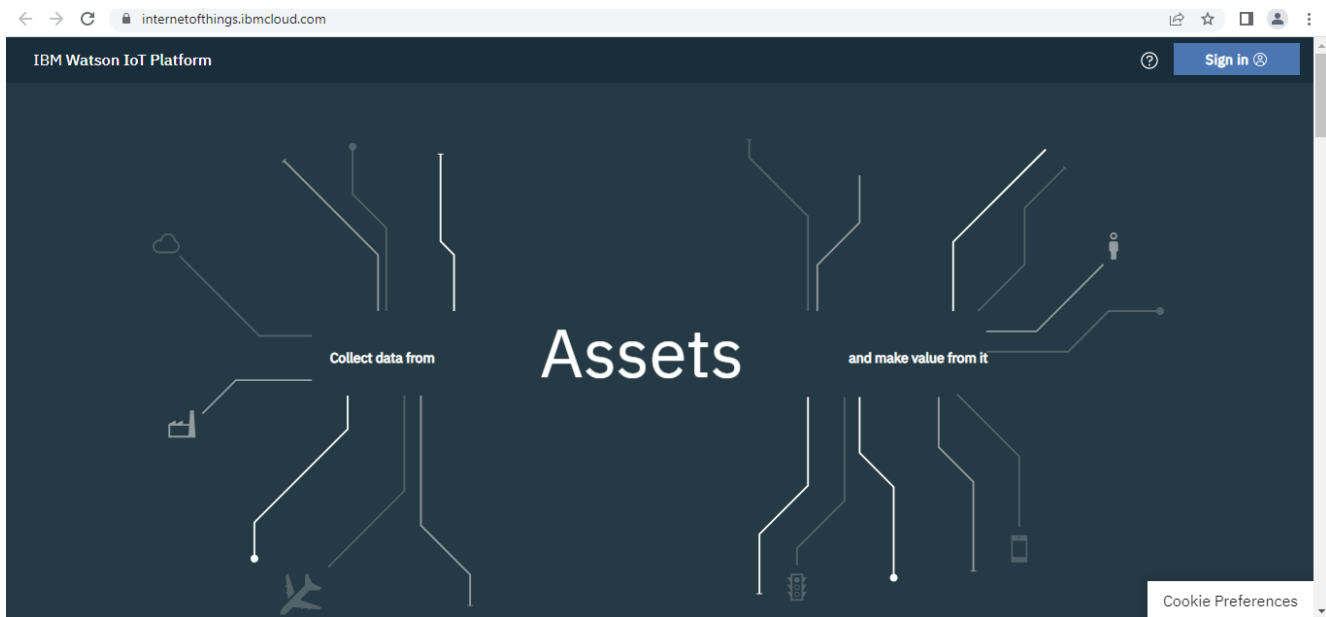 internetofthings.ibmcloud.com
IBM Watson IoT Platform
Sign in
Collect data from
Assets
and make value from it
Cookie Preferences